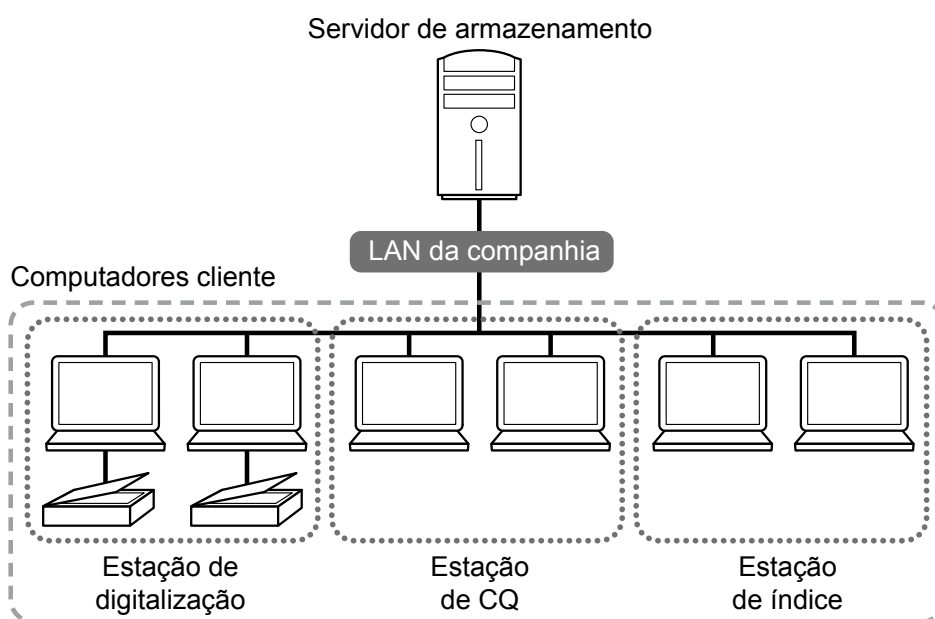 Servidor de armazenamento
LAN da companhia
Computadores cliente
Estação de
digitalização
Estação
de CQ
Estação
de índice